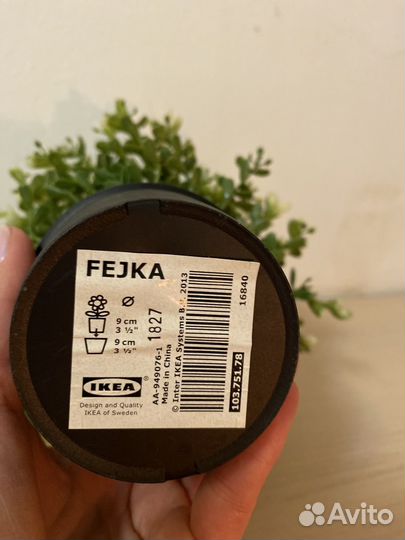 FEJKA
Ø
9 cm
3 ½"
9 cm
3 ½"
IKEA®
Design and Quality
IKEA of Sweden
1827
AA-949076-1
Made in China
© Inter IKEA Systems B.V. 2013
16840
103.751.78
Avito